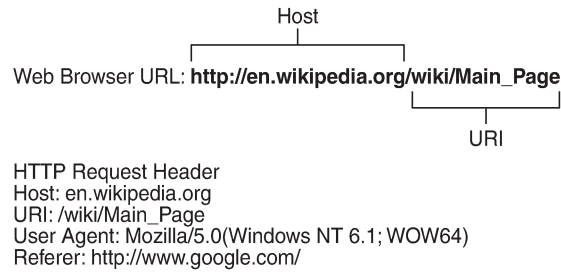 Host
Web Browser URL: http://en.wikipedia.org/wiki/Main_Page
URI
HTTP Request Header
Host: en.wikipedia.org
URI: /wiki/Main_Page
User Agent: Mozilla/5.0(Windows NT 6.1; WOW64)
Referer: http://www.google.com/